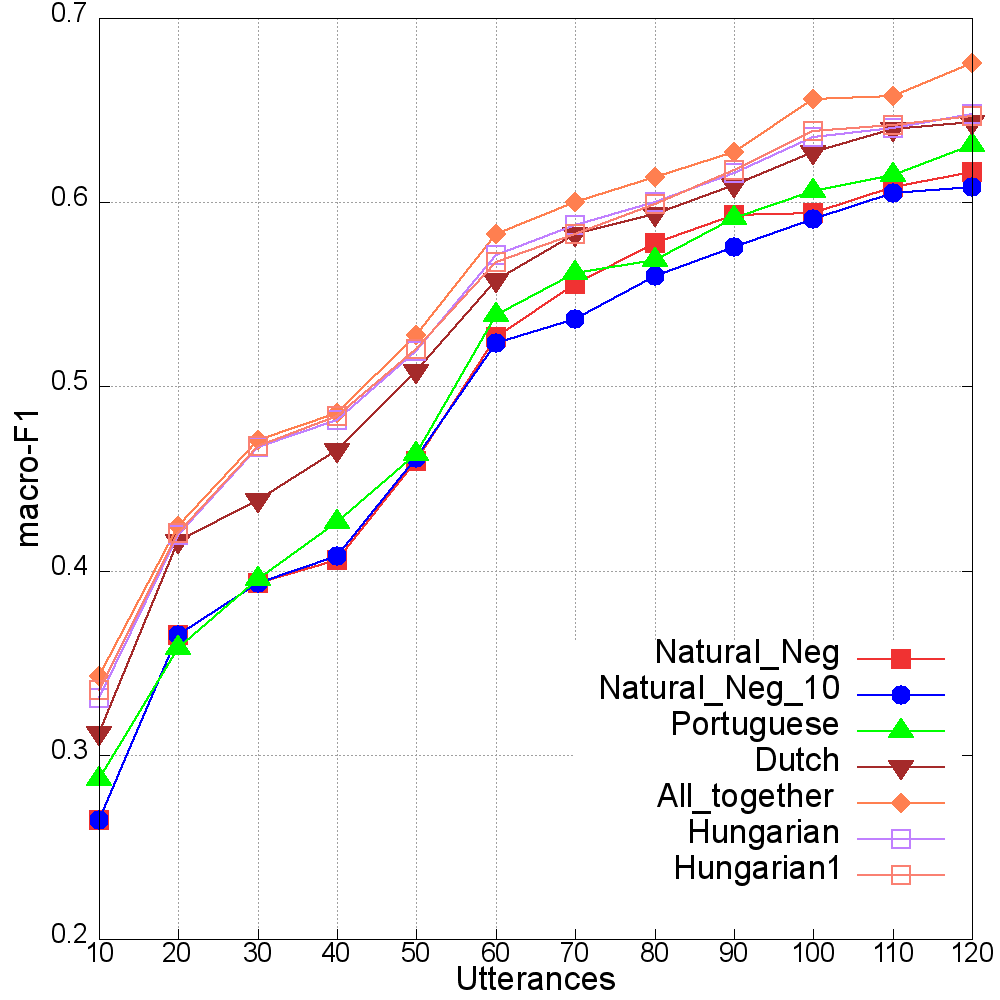 0.7
0.6
0.5
0.4
0.3
0.2
macro-F1
Natural_Neg
Natural_Neg_10
Portuguese
Dutch
All_together
Hungarian
Hungarian1
10 20 30 40 50 60 70 80 90 100 110 120
Utterances